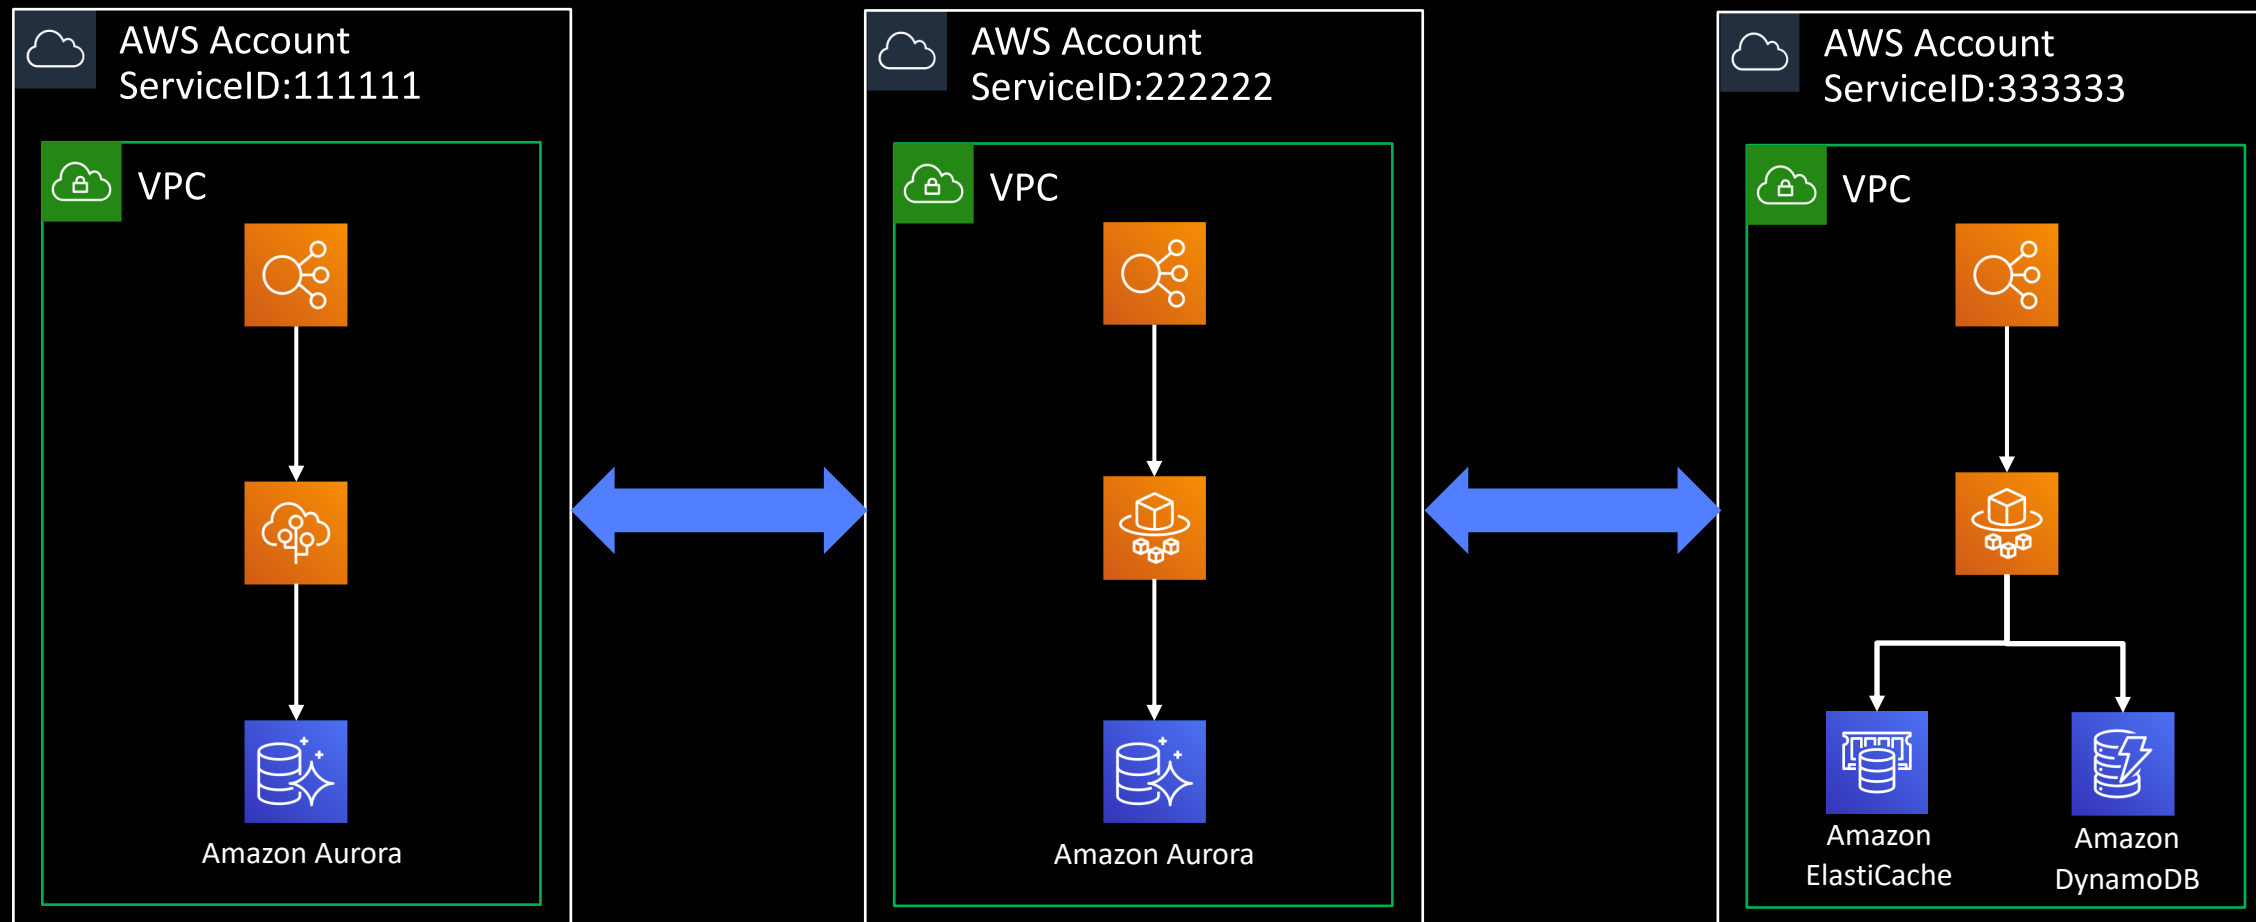 AWS Account
ServiceID:111111
VPC
Amazon Aurora
AWS Account
ServiceID:222222
VPC
Amazon Aurora
AWS Account
ServiceID:333333
VPC
Amazon
ElastiCache
Amazon
DynamoDB